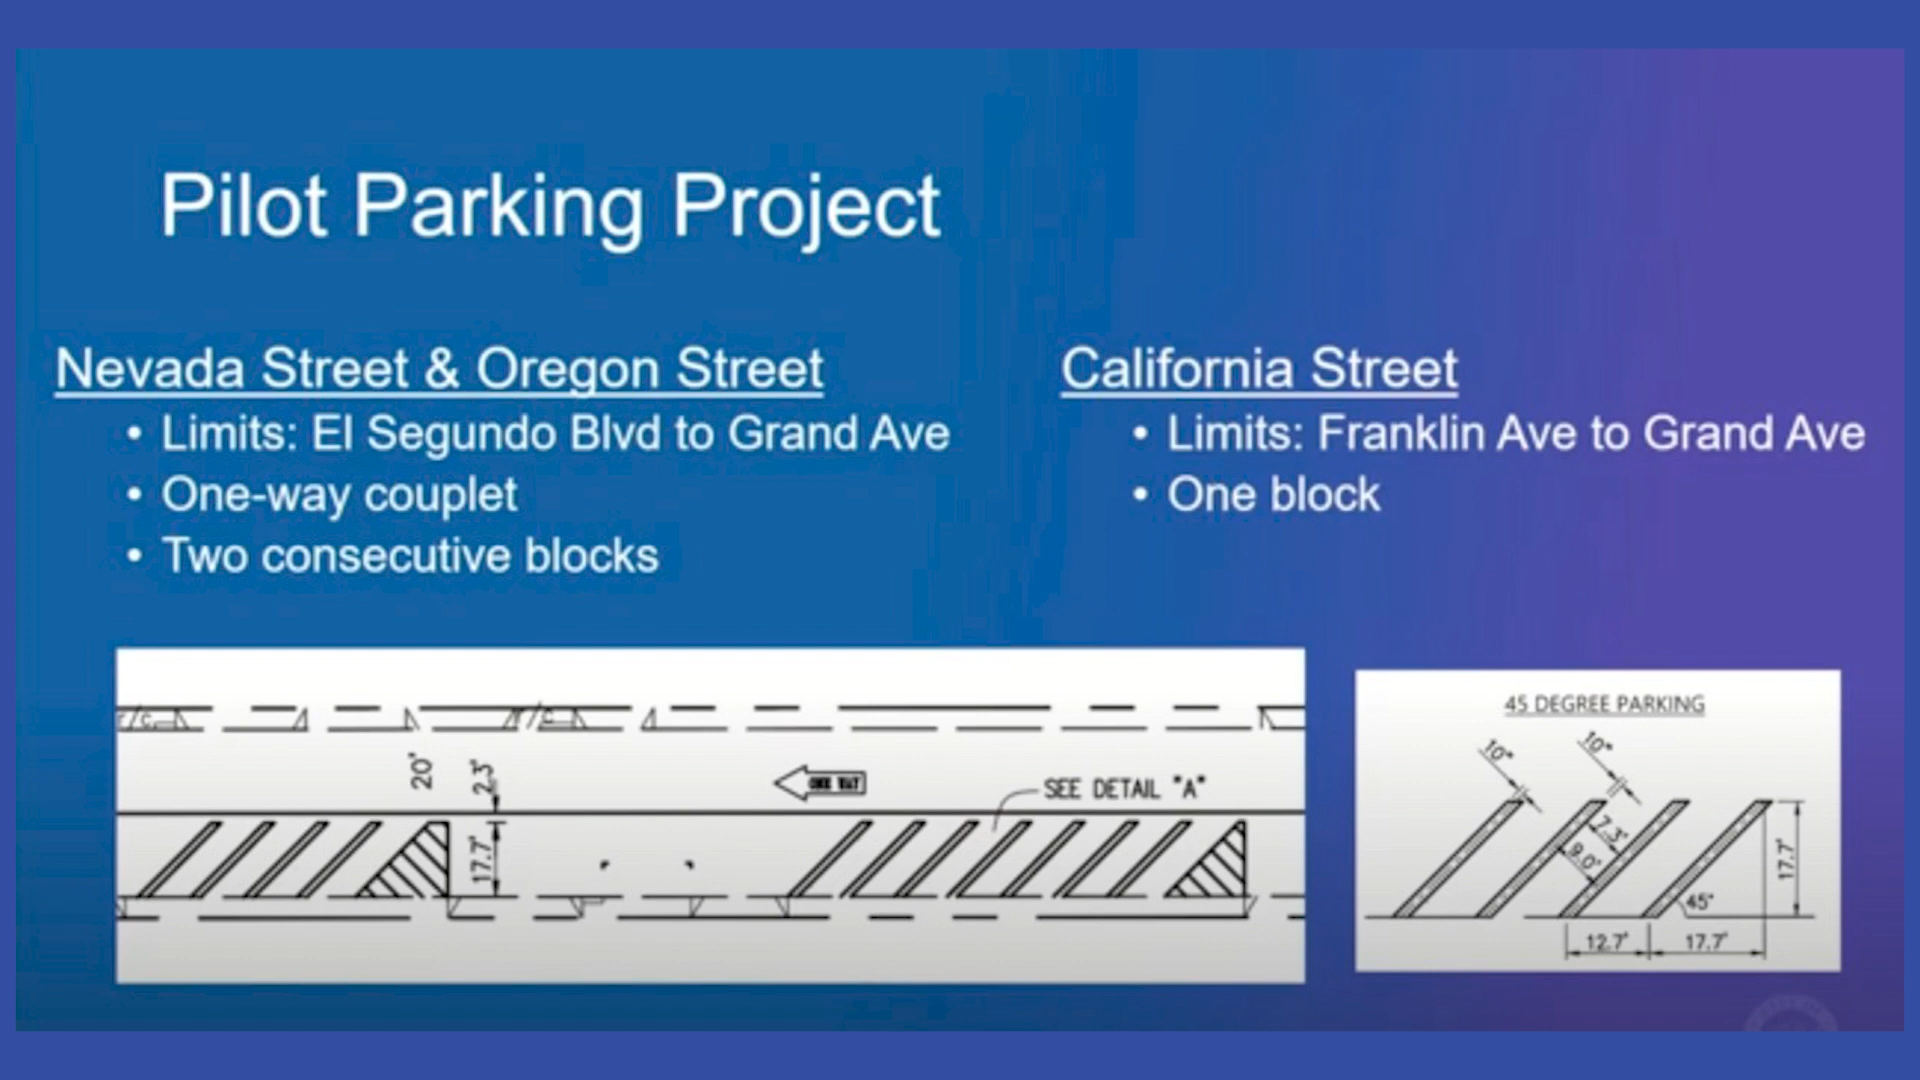 Pilot Parking Project
Nevada Street & Oregon Street
• Limits: El Segundo Blvd to Grand Ave
• One-way couplet
• Two consecutive blocks
California Street
• Limits: Franklin Ave to Grand Ave
• One block
20'
2.3'
17.7'
ONE WAY
SEE DETAIL "A"
45 DEGREE PARKING
10"
10"
7.3'
9.0'
17.7'
45°
12.7'
17.7'